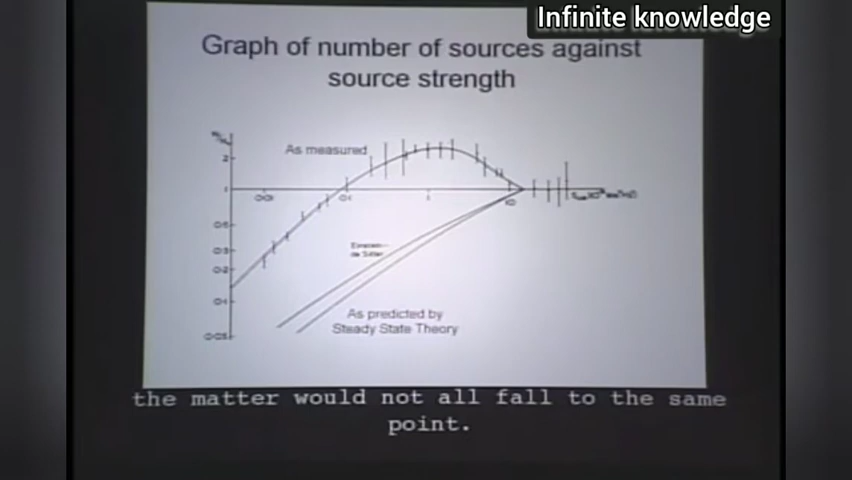 Infinite knowledge
Graph of number of sources against
source strength
As measured
2
1
0.01
0.1
1
10
0.5
0.3
0.2
Einstein
de Sitter
0.1
As predicted by
Steady State Theory
0.05
the matter would not all fall to the same
point.